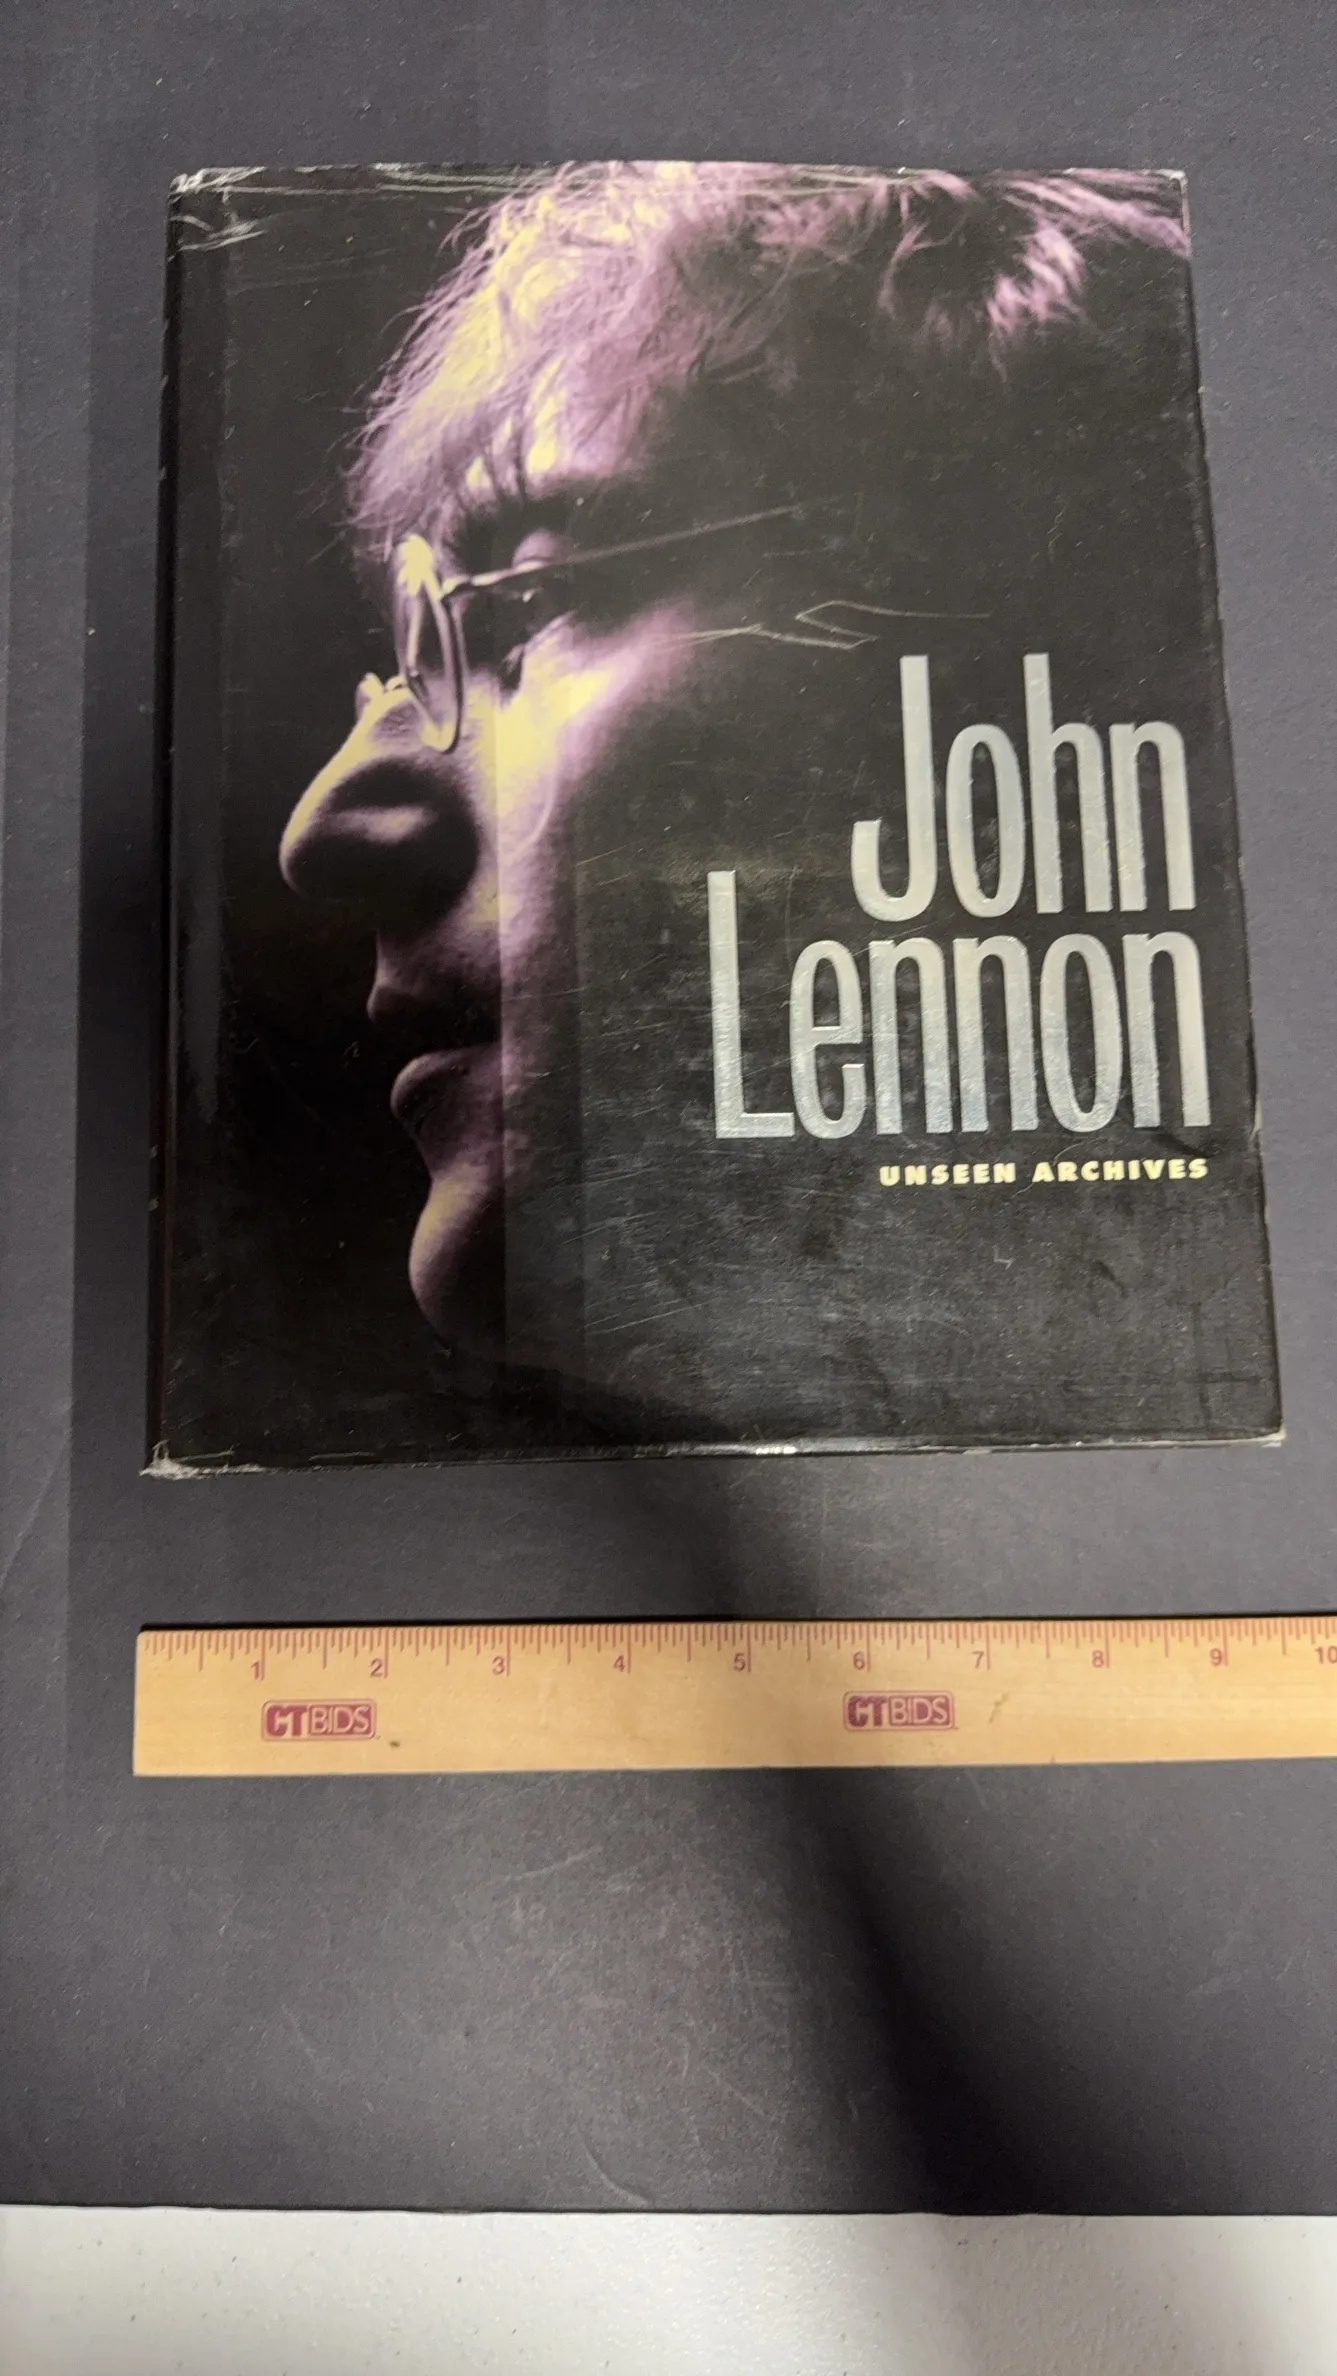 John
Lennon
UNSEEN ARCHIVES
1 2 3 4 5 6 7 8 9 10
CTBIDS CTBIDS